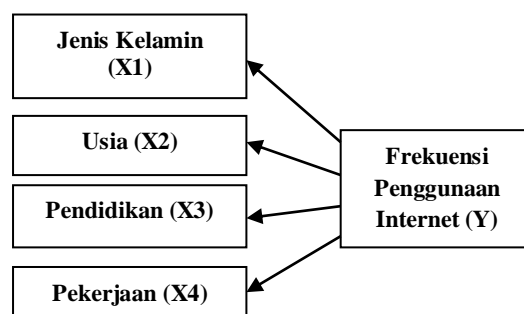 Jenis Kelamin
(X1)
Usia (X2)
Pendidikan (X3)
Pekerjaan (X4)
Frekuensi
Penggunaan
Internet (Y)